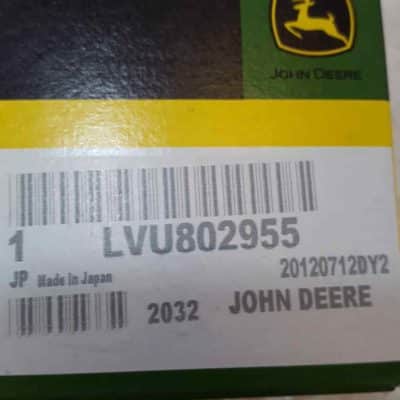 JOHN DEERE
1 LVU802955
JP Made In Japan 20120712DY2
2032 JOHN DEERE